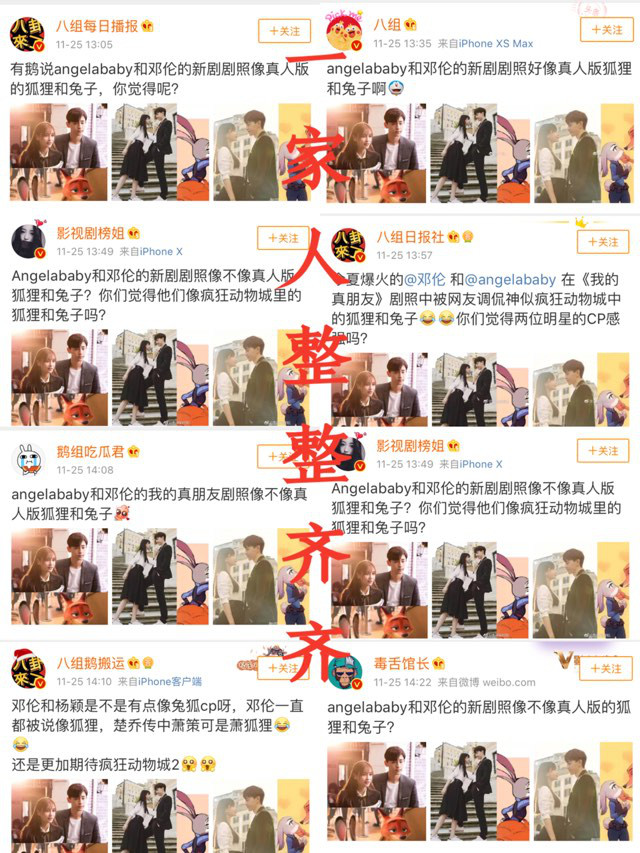 八组每日播报
11-25 13:05
+关注
有鹅说angelababy和邓伦的新剧剧照像真人版
的狐狸和兔子，你觉得呢?
八组
11-25 13:35 来自iPhone XS Max
+关注
angelababy和邓伦的新剧剧照好像真人版狐狸
和兔子啊
影视剧榜姐
11-25 13:49 来自iPhone X
+关注
Angelababy和邓伦的新剧剧照像不像真人版
狐狸和兔子？你们觉得他们像疯狂动物城里的
狐狸和兔子吗?
八组日报社
11-25 13:57
+关注
夏爆火的@邓伦 和@angelababy 在《我的
真朋友》剧照中被网友调侃神似疯狂动物城中
的狐狸和兔子😂😂你们觉得两位明星的CP感
强吗?
鹅组吃瓜君
11-25 14:08
+关注
angelababy和邓伦的我的真朋友剧照像不像真
人版狐狸和兔子
影视剧榜姐
11-25 13:49 来自iPhone X
+关注
Angelababy和邓伦的新剧剧照像不像真人版
狐狸和兔子？你们觉得他们像疯狂动物城里的
狐狸和兔子吗?
八组鹅搬运
11-25 14:10 来自iPhone客户端
+关注
邓伦和杨颖是不是有点像兔狐cp呀，邓伦一直
都被说像狐狸，楚乔传中萧策可是萧狐狸😂
😂
还是更加期待疯狂动物城2
毒舌馆长
11-25 14:22 来自微博 weibo.com
+关注
angelababy和邓伦的新剧剧照像不像真人版的狐
狸和兔子?
一家人整整齐齐